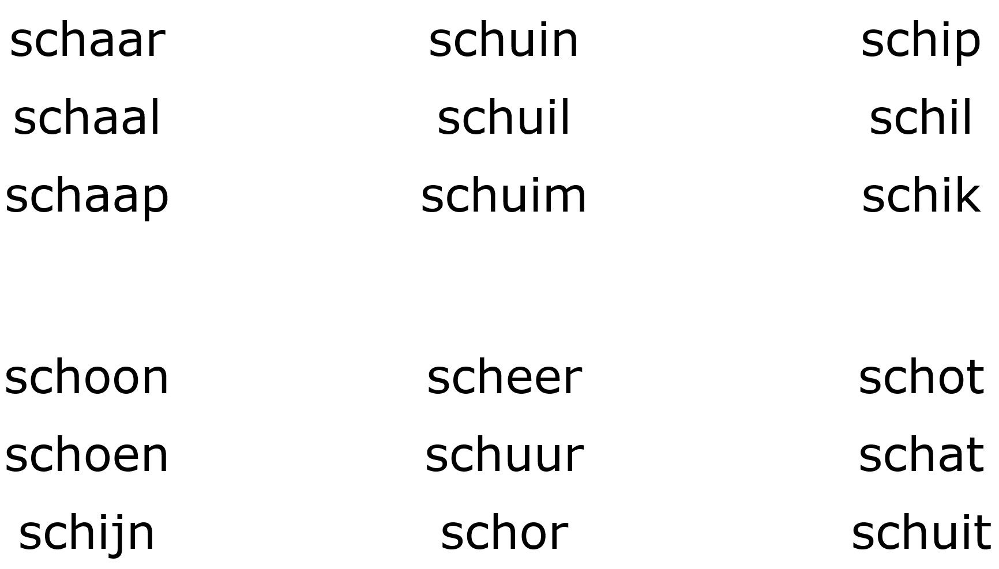 schaar schuin schip
schaal schuil schil
schaap schuim schik
schoon scheer schot
schoen schuur schat
schijn schor schuit